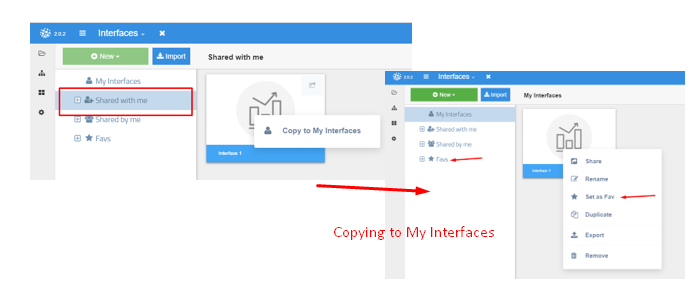 2.0.2 Interfaces
New Import Shared with me
My Interfaces
Shared with me
Shared by me
Favs
Copy to My Interfaces
Interface 1
2.0.2 Interfaces
New Import My Interfaces
My Interfaces
Shared with me
Shared by me
Favs
Interface 1
Share
Rename
Set as Fav
Duplicate
Export
Remove
Copying to My Interfaces